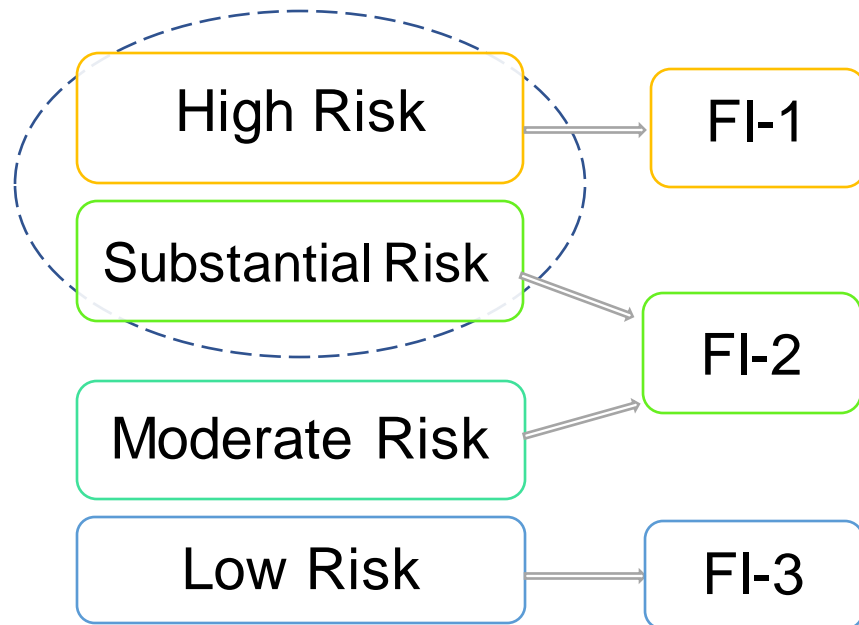 High Risk
FI-1
Substantial Risk
FI-2
Moderate Risk
Low Risk
FI-3